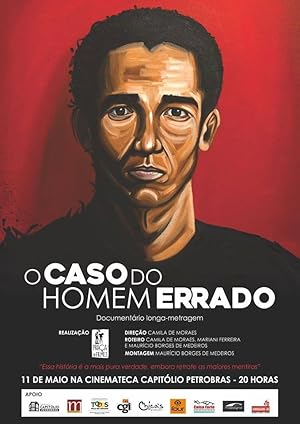 O CASO DO
HOMEM ERRADO
Documentário longa-metragem
REALIZAÇÃO
DIREÇÃO CAMILA DE MORAES
ROTEIRO CAMILA DE MORAES, MARIANI FERREIRA
E MAURÍCIO BORGES DE MEDEIROS
MONTAGEM MAURÍCIO BORGES DE MEDEIROS
"Essa história é a mais pura verdade, embora retrate as maiores mentiras"
11 DE MAIO NA CINEMATECA CAPITÓLIO PETROBRAS - 20 HORAS
APOIO
CAPITÓLIO
cgi